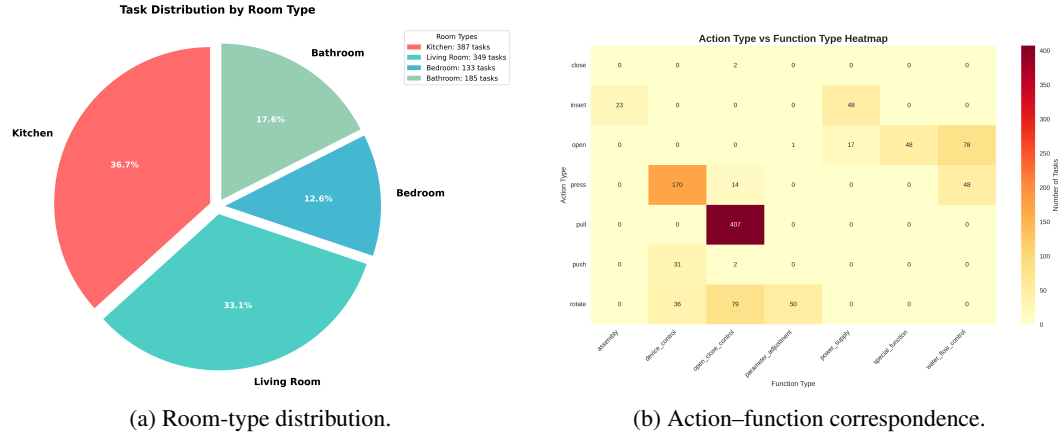 Task Distribution by Room Type
Room Types
Kitchen: 387 tasks
Living Room: 349 tasks
Bedroom: 133 tasks
Bathroom: 185 tasks
Bathroom
17.6%
Kitchen
36.7%
Bedroom
12.6%
33.1%
Living Room
(a) Room-type distribution.
Action Type vs Function Type Heatmap
Action Type
close 0 0 2 0 0 0 0
insert 23 0 0 0 48 0 0
open 0 0 0 1 17 48 78
press 0 170 14 0 0 0 48
pull 0 0 407 0 0 0 0
push 0 31 2 0 0 0 0
rotate 0 36 79 50 0 0 0
assembly
device_control
open_close_control
parameter_adjustment
power_supply
special_function
water_flow_control
Function Type
400
350
300
250
200
150
100
50
0
Number of Tasks
(b) Action–function correspondence.